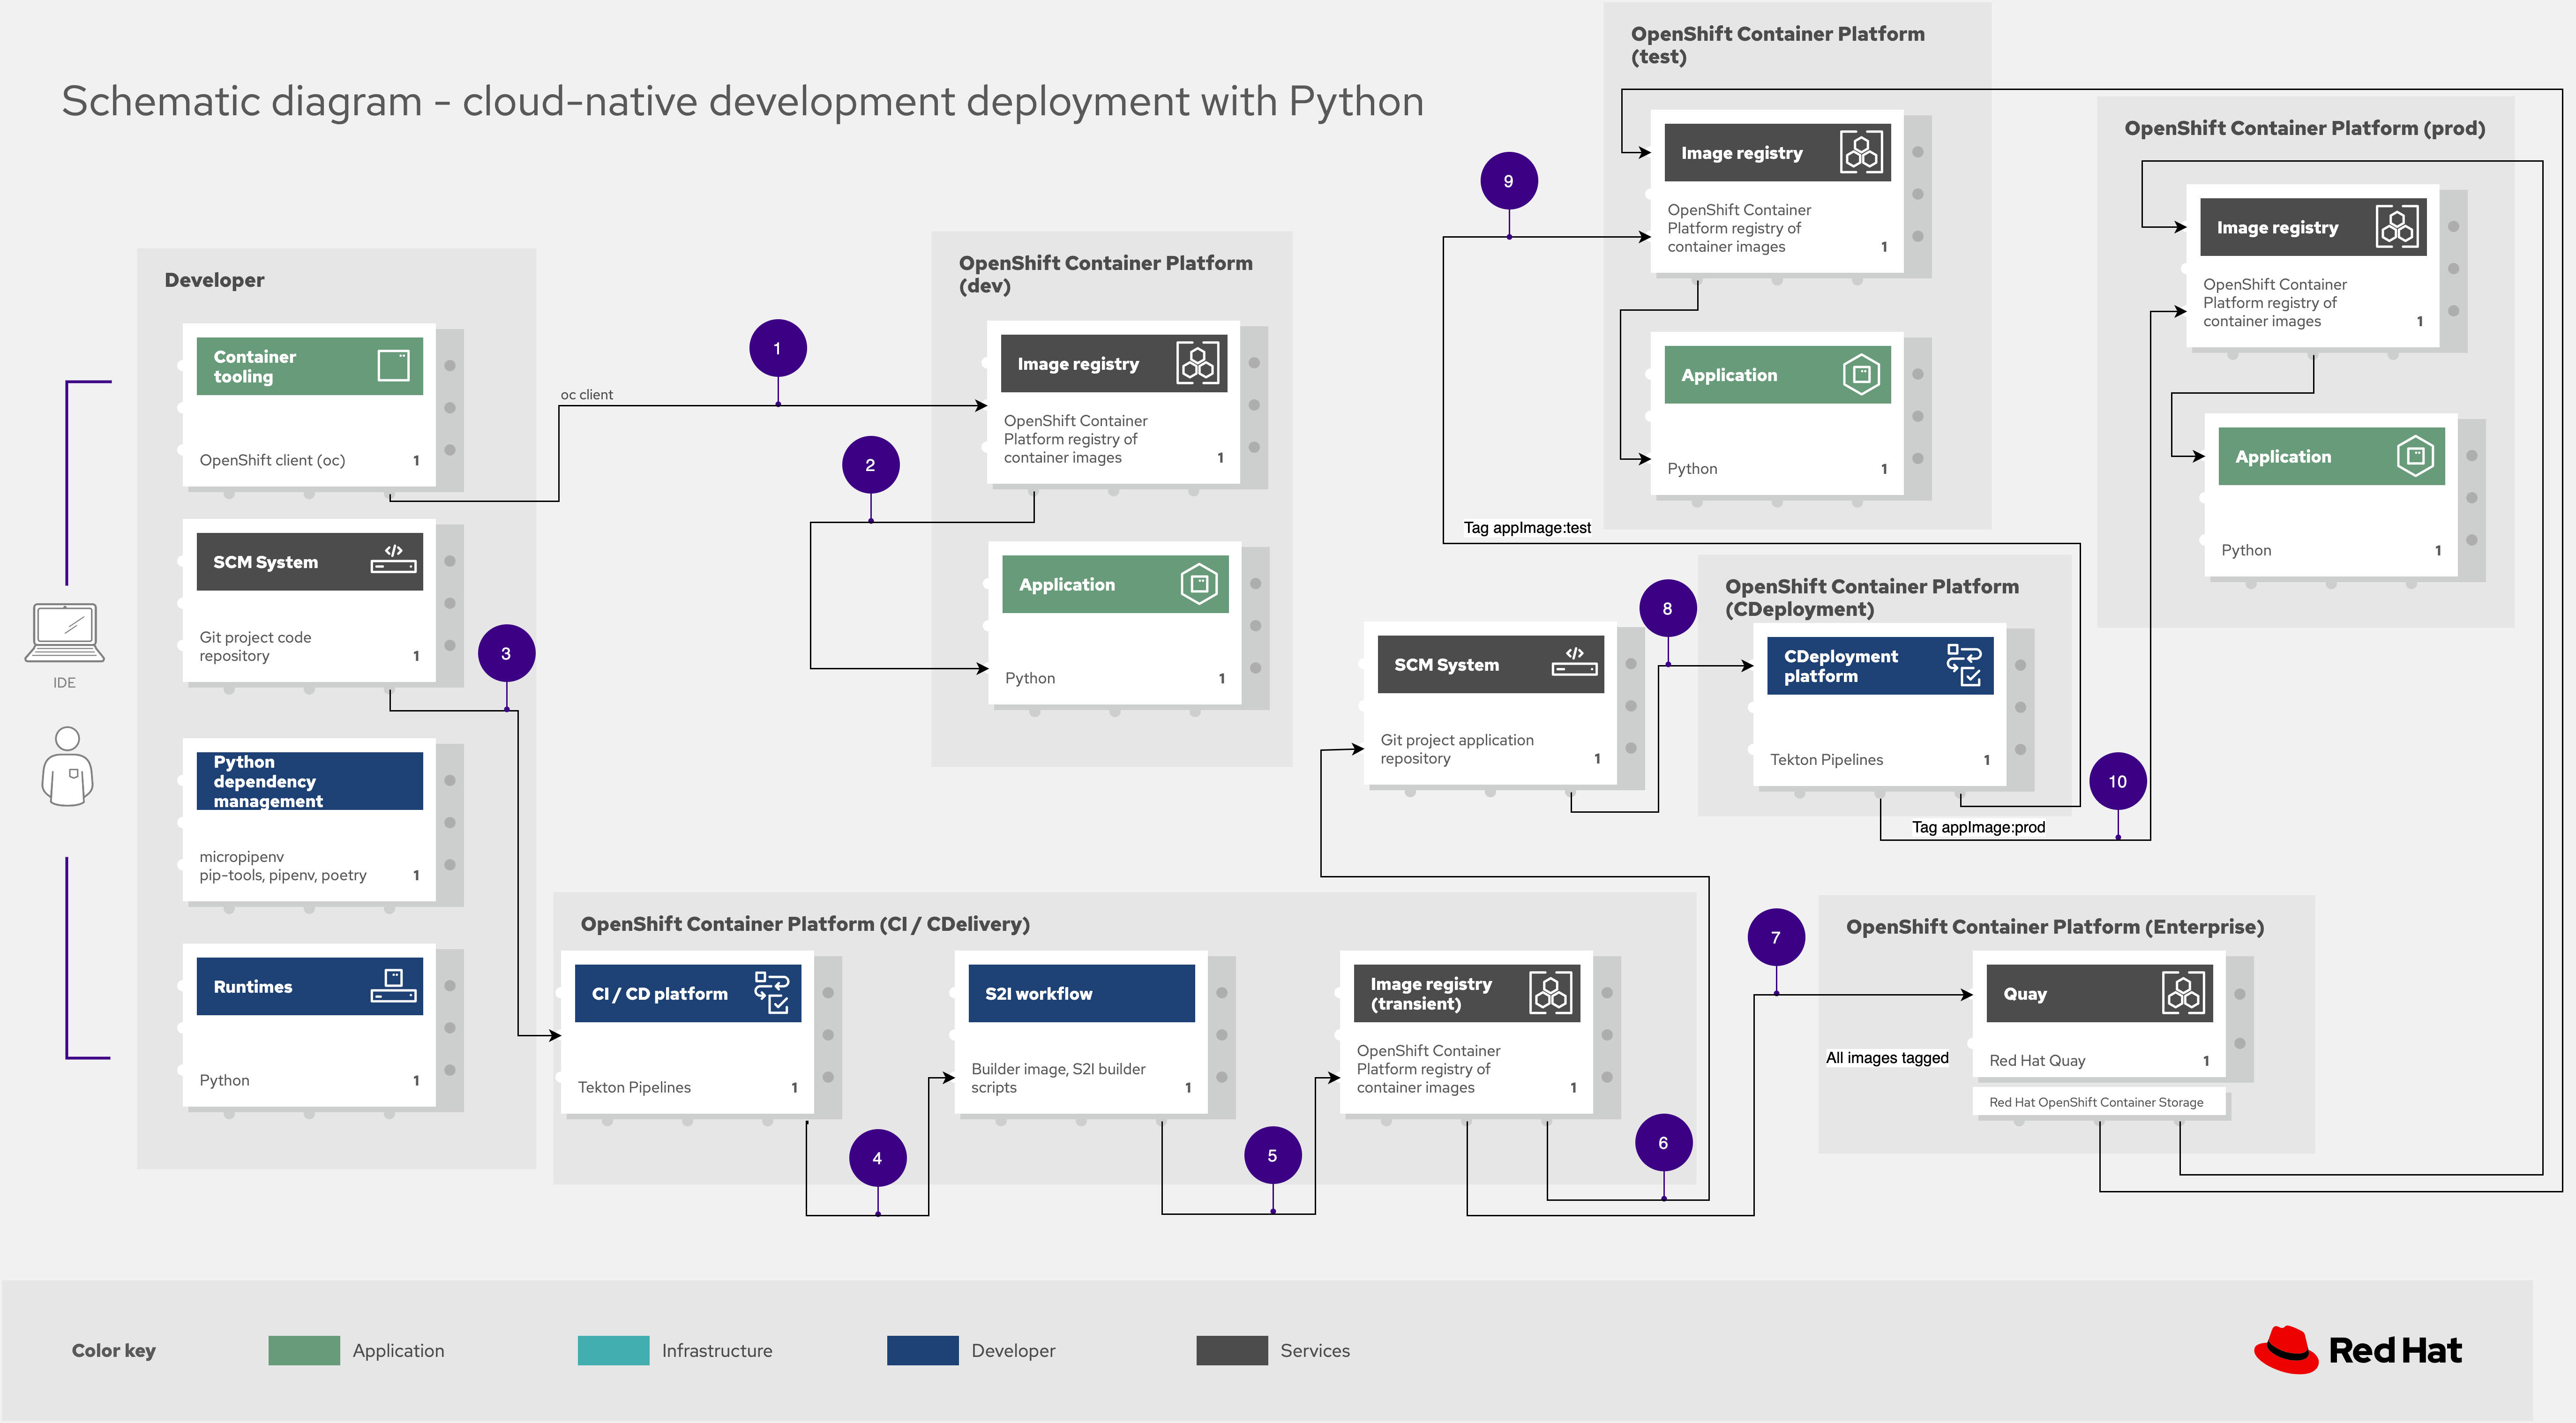 Schematic diagram - cloud-native development deployment with Python
Developer
Container
tooling
OpenShift client (oc)
1
SCM System
Git project code
repository
1
Python
dependency
management
micropipenv
pip-tools, pipenv, poetry
1
Runtimes
Python
1
IDE
oc client
1
2
3
OpenShift Container Platform
(dev)
Image registry
OpenShift Container
Platform registry of
container images
1
Application
Python
1
OpenShift Container Platform (CI / CDelivery)
CI / CD platform
Tekton Pipelines
1
4
S2I workflow
Builder image, S2I builder
scripts
1
5
Image registry
(transient)
OpenShift Container
Platform registry of
container images
1
6
7
SCM System
Git project application
repository
1
8
OpenShift Container Platform
(CDeployment)
CDeployment
platform
Tekton Pipelines
1
Tag appImage:test
9
Tag appImage:prod
10
OpenShift Container Platform
(test)
Image registry
OpenShift Container
Platform registry of
container images
1
Application
Python
1
OpenShift Container Platform (prod)
Image registry
OpenShift Container
Platform registry of
container images
1
Application
Python
1
OpenShift Container Platform (Enterprise)
Quay
Red Hat Quay
1
Red Hat OpenShift Container Storage
All images tagged
Color key
Application
Infrastructure
Developer
Services
Red Hat